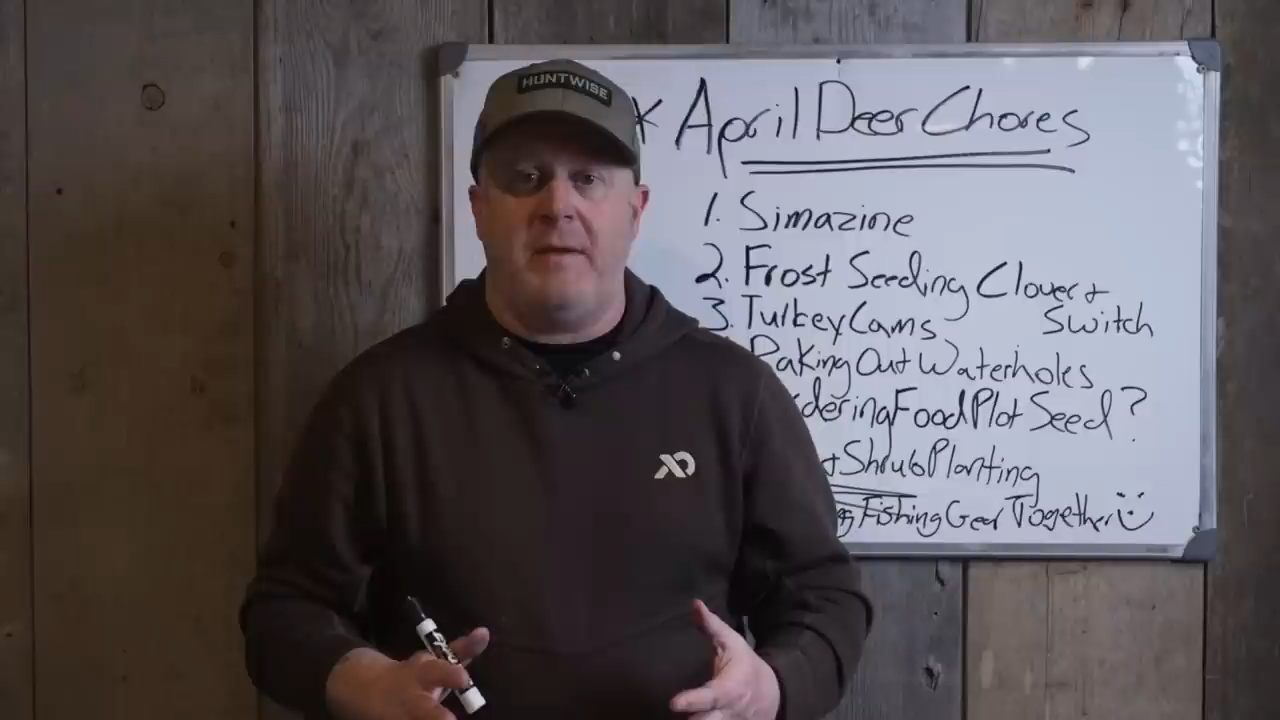 HUNTWISE
* April Deer Chores
1. Simazine
2. Frost Seeding Clover +
Switch
3. Turkey Cams
Raking Out Waterholes
dering Food Plot Seed?
+ Shrub Planting
Fishing Gear Together